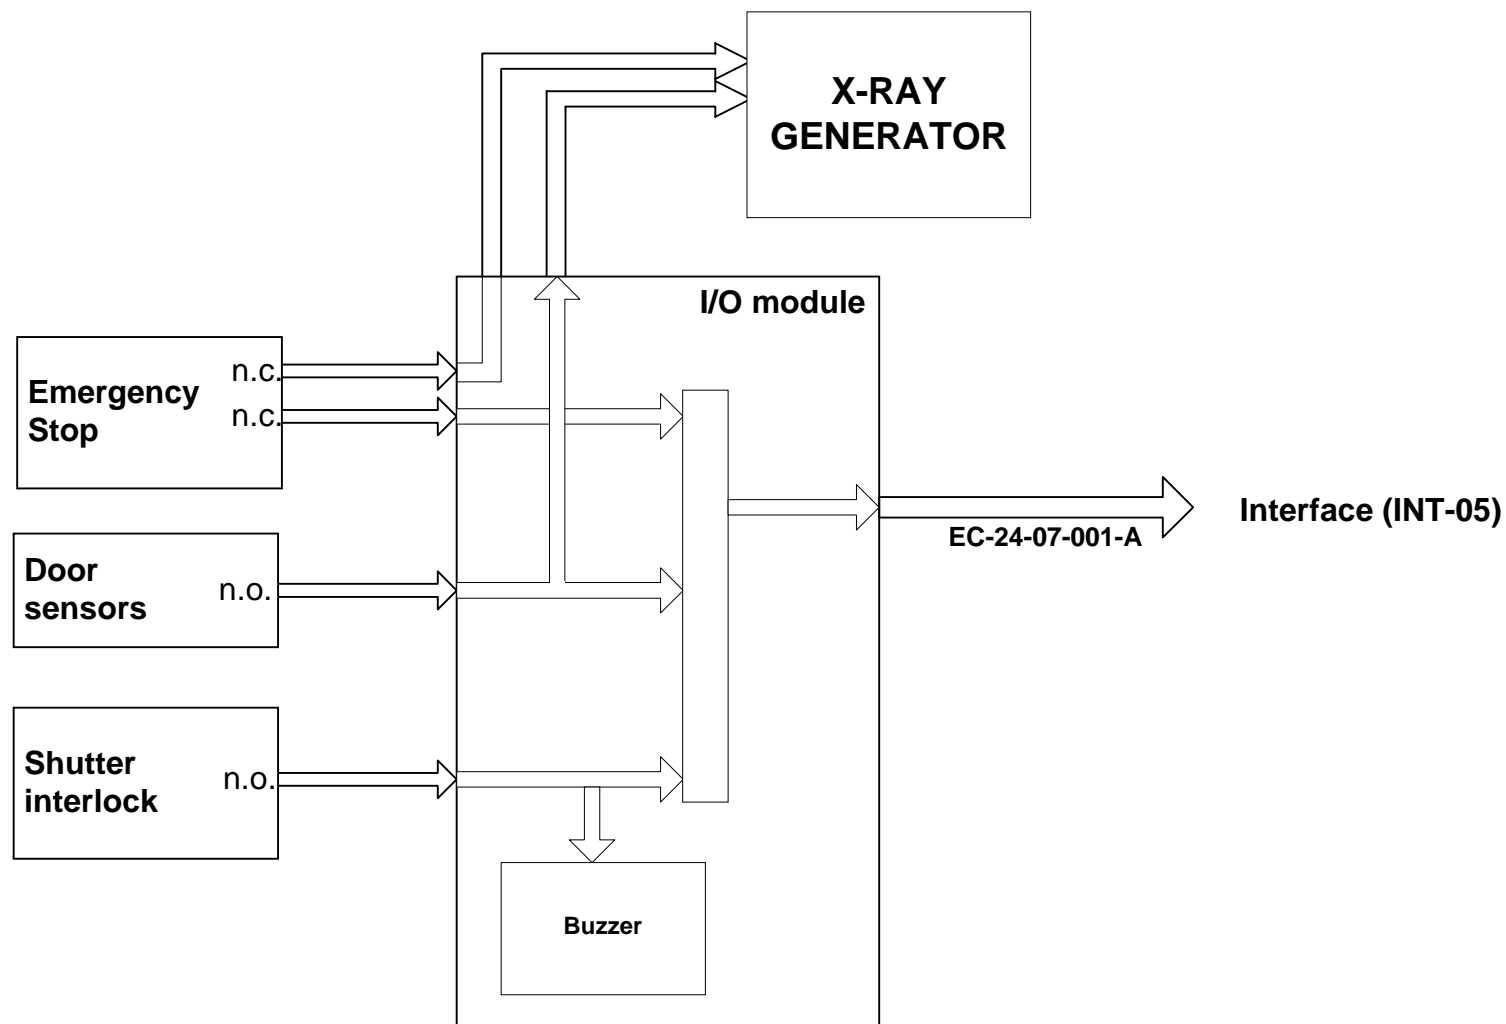 X-RAY
GENERATOR
I/O module
Emergency
Stop
n.c.
n.c.
Door
sensors
n.o.
Shutter
interlock
n.o.
Buzzer
EC-24-07-001-A
Interface (INT-05)